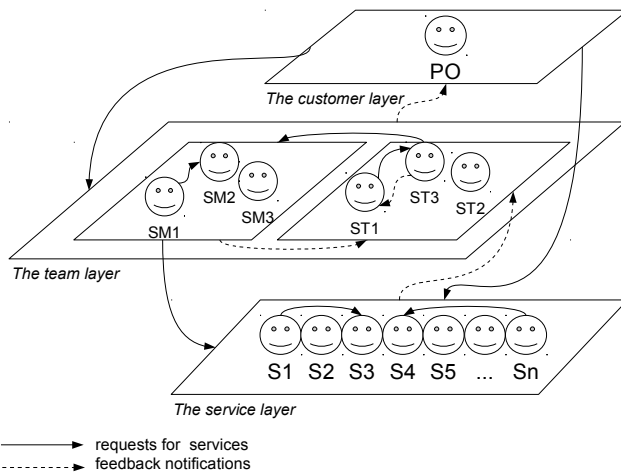 PO
The customer layer
SM2
SM3
SM1
ST3
ST2
ST1
The team layer
S1 S2 S3 S4 S5 ... Sn
The service layer
requests for services
feedback notifications